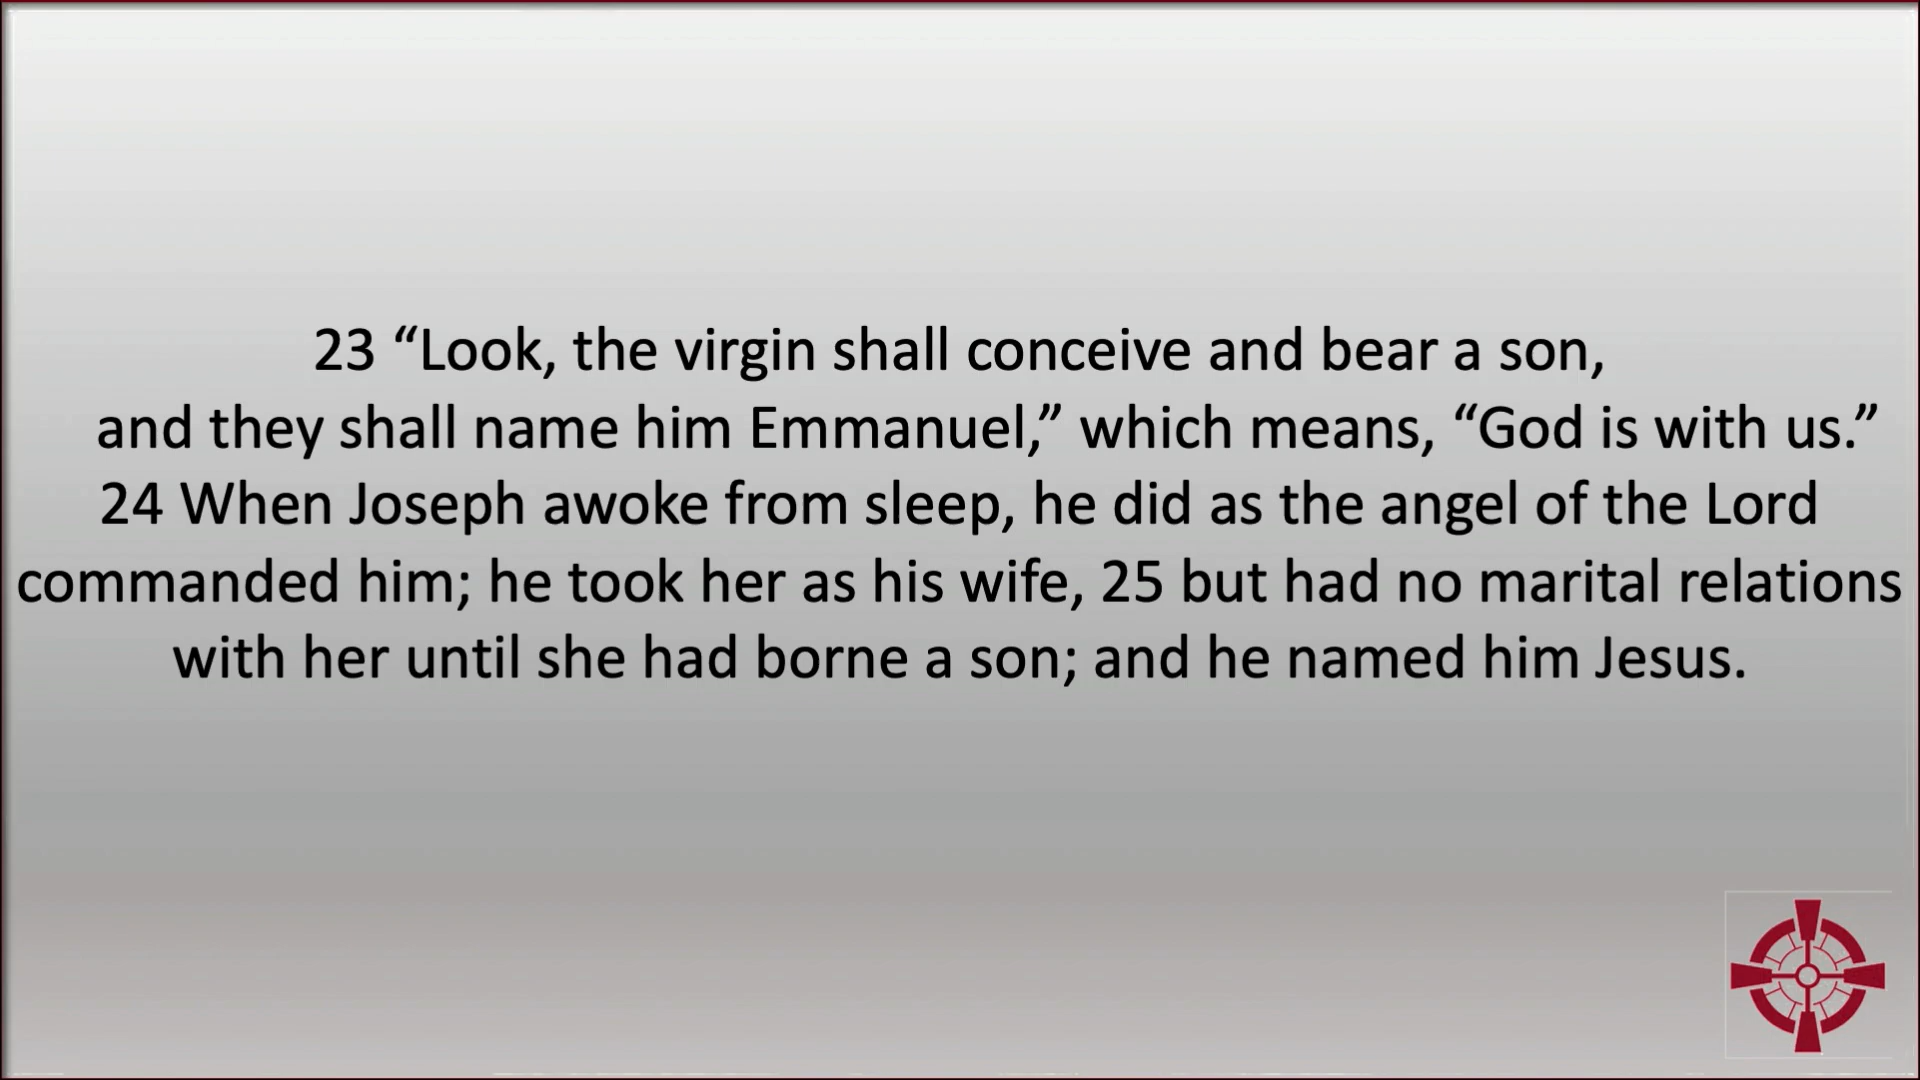 23 “Look, the virgin shall conceive and bear a son,
and they shall name him Emmanuel,” which means, “God is with us.”
24 When Joseph awoke from sleep, he did as the angel of the Lord
commanded him; he took her as his wife, 25 but had no marital relations
with her until she had borne a son; and he named him Jesus.